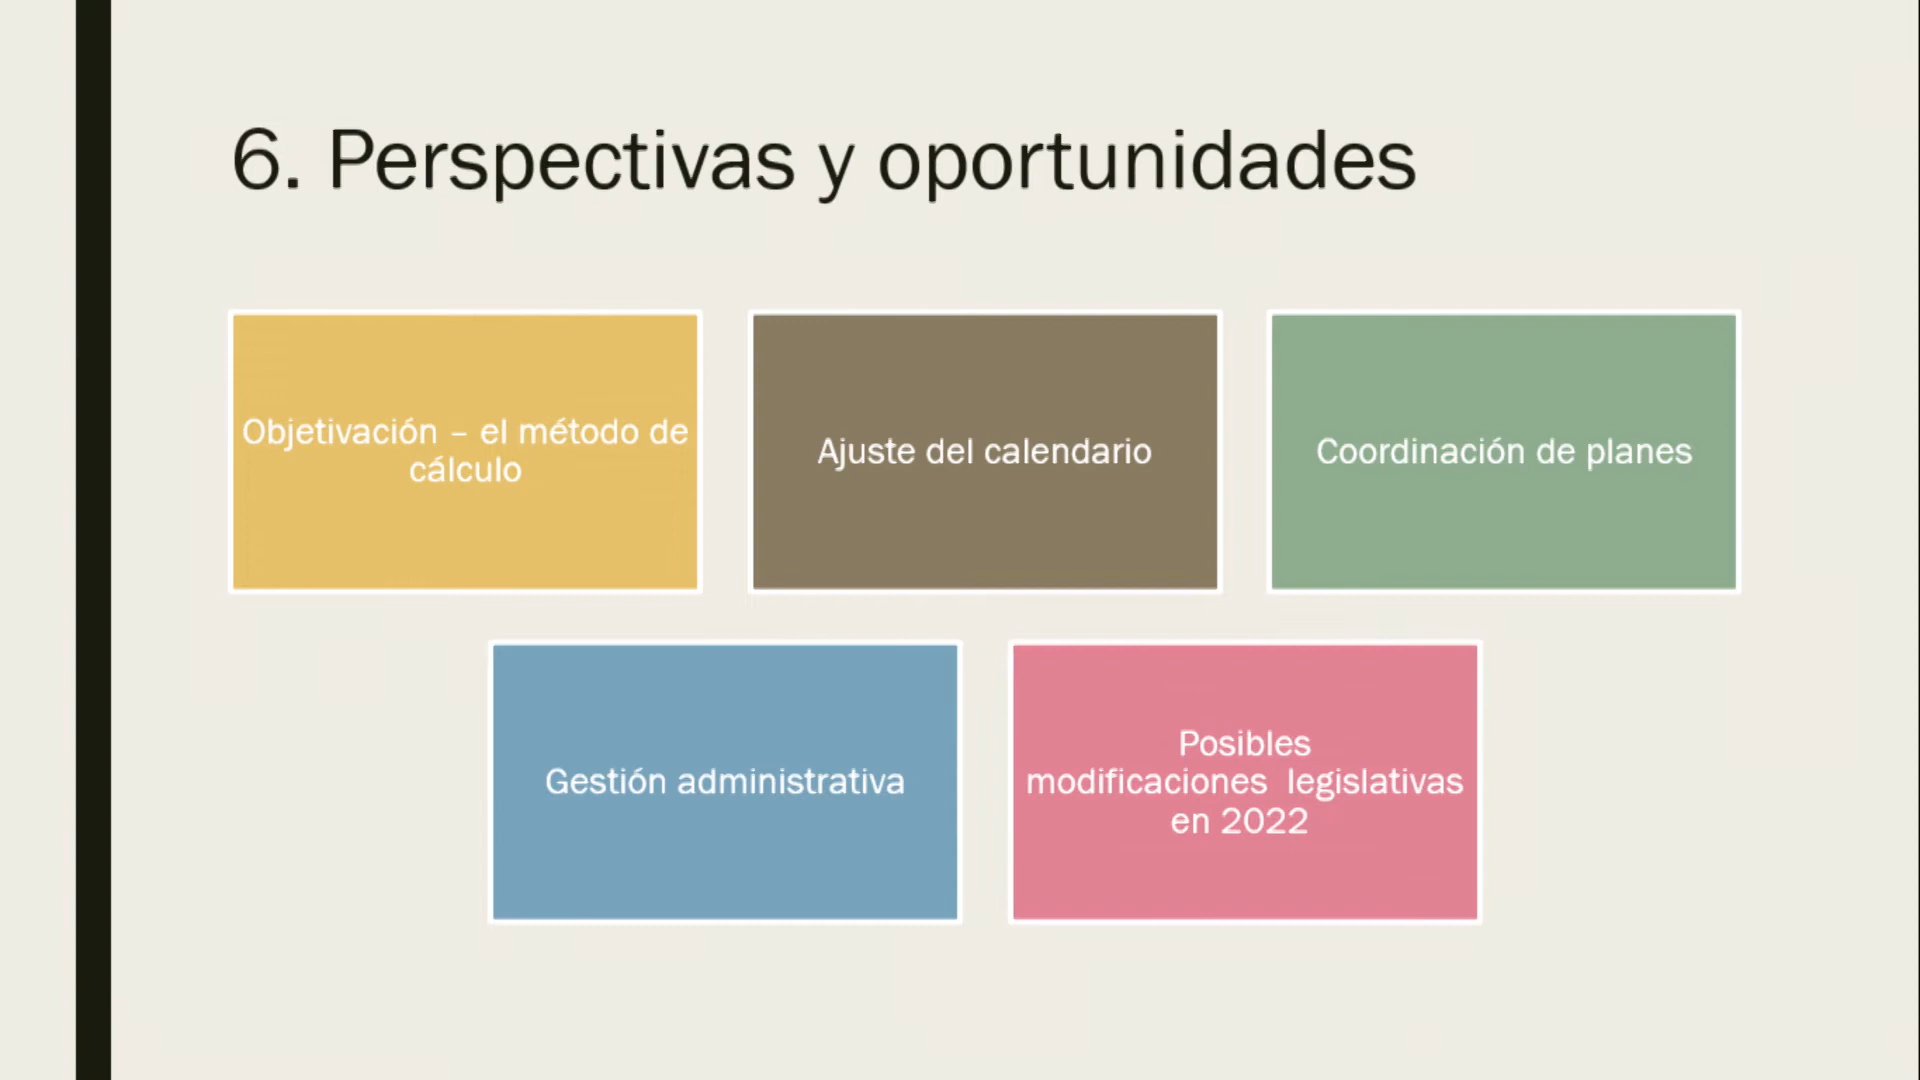 6. Perspectivas y oportunidades
Objetivación – el método de
cálculo
Ajuste del calendario
Coordinación de planes
Gestión administrativa
Posibles
modificaciones  legislativas
en 2022